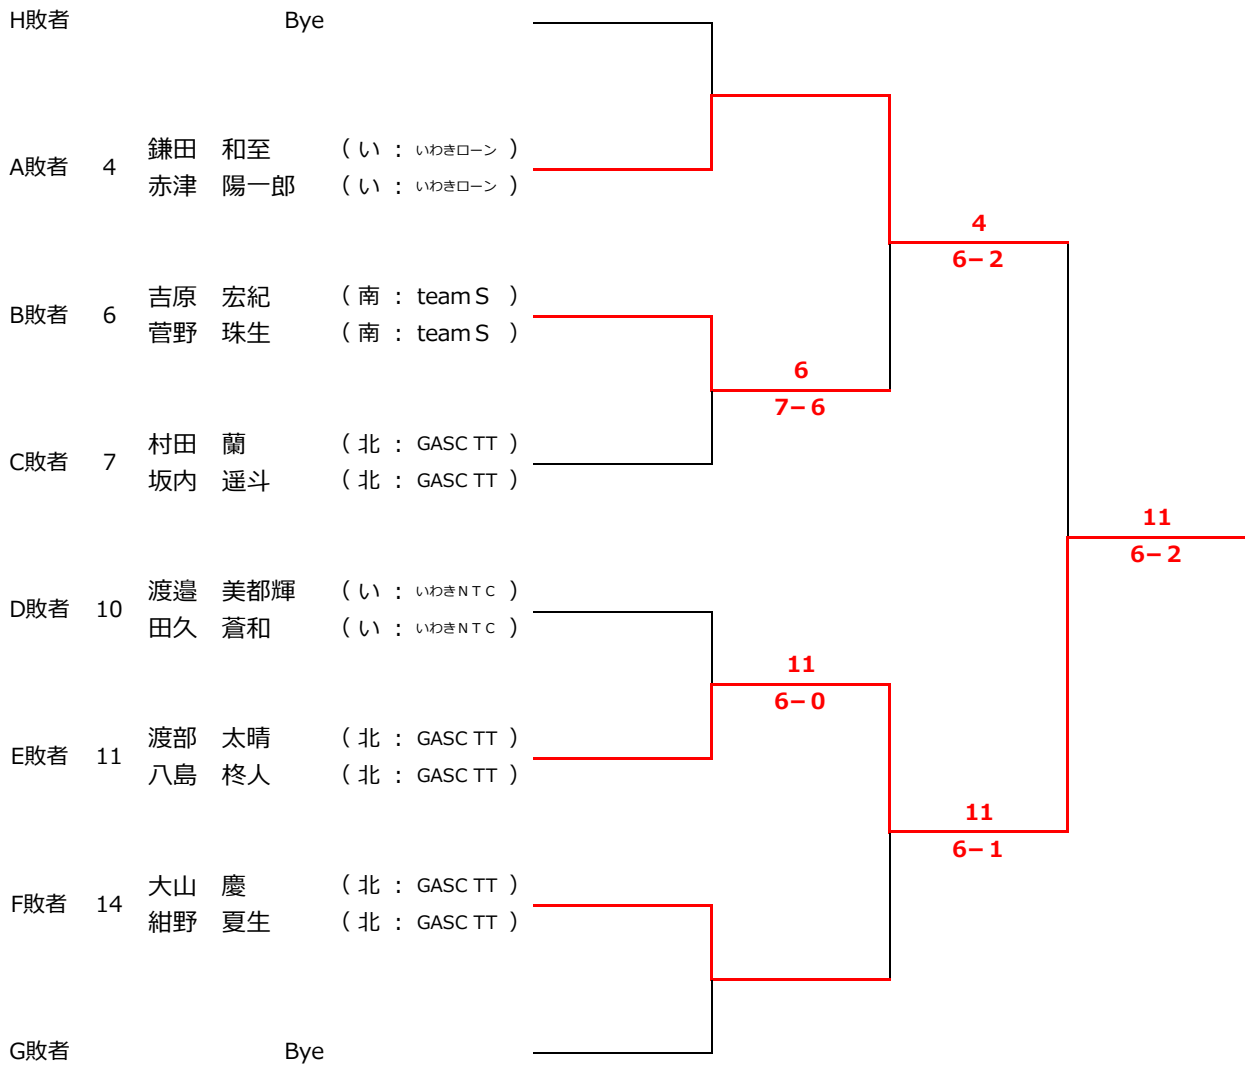 H敗者 Bye
鎌田 和至 ( い : いわきローン )
A敗者 4
赤津 陽一郎 ( い : いわきローン )
4
6−2
吉原 宏紀 ( 南 : teamS )
B敗者 6
菅野 珠生 ( 南 : teamS )
6
7−6
村田 蘭 ( 北 : GASC TT )
C敗者 7
坂内 遥斗 ( 北 : GASC TT )
11
6−2
渡邉 美都輝 ( い : いわきNTC )
D敗者 10
田久 蒼和 ( い : いわきNTC )
11
6−0
渡部 太晴 ( 北 : GASC TT )
E敗者 11
八島 柊人 ( 北 : GASC TT )
11
6−1
大山 慶 ( 北 : GASC TT )
F敗者 14
紺野 夏生 ( 北 : GASC TT )
G敗者 Bye